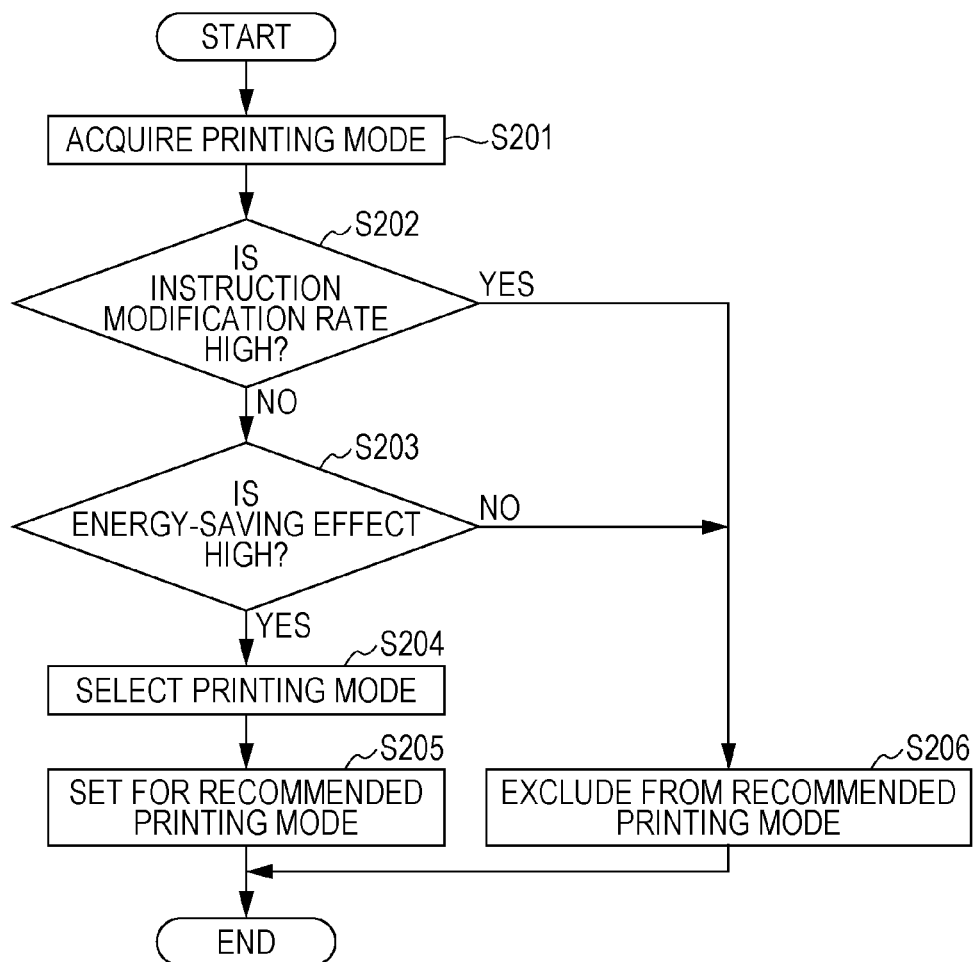 START
ACQUIRE PRINTING MODE
S201
S202
IS
INSTRUCTION
MODIFICATION RATE
HIGH?
YES
NO
S203
IS
ENERGY-SAVING EFFECT
HIGH?
NO
YES
S204
SELECT PRINTING MODE
S205
SET FOR RECOMMENDED
PRINTING MODE
S206
EXCLUDE FROM RECOMMENDED
PRINTING MODE
END